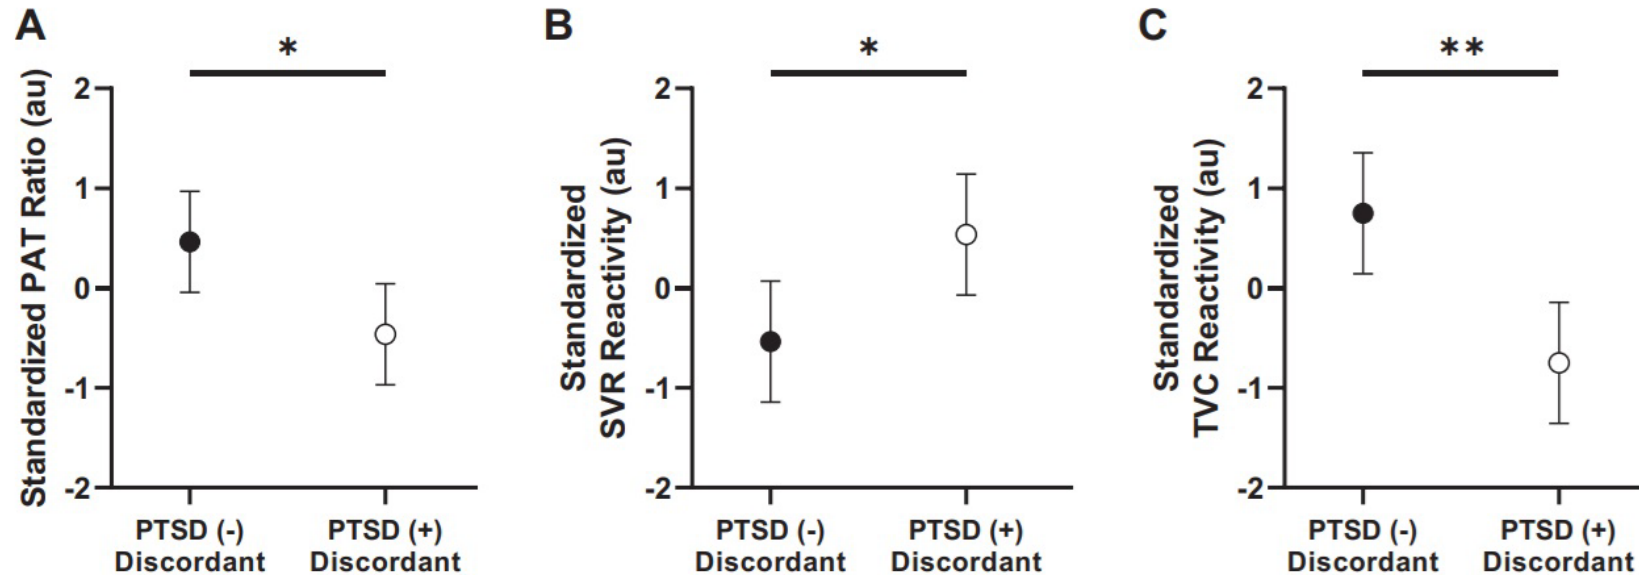 A
*
Standardized PAT Ratio (au)
2
1
0
-1
-2
PTSD (-)
Discordant
PTSD (+)
Discordant
B
*
Standardized
SVR Reactivity (au)
2
1
0
-1
-2
PTSD (-)
Discordant
PTSD (+)
Discordant
C
**
Standardized
TVC Reactivity (au)
2
1
0
-1
-2
PTSD (-)
Discordant
PTSD (+)
Discordant